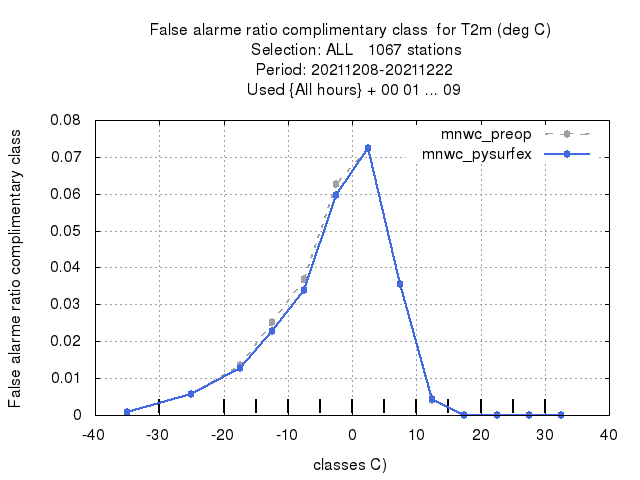 False alarme ratio complimentary class  for T2m (deg C)
Selection: ALL   1067 stations
Period: 20211208-20211222
Used {All hours} + 00 01 ... 09
mnwc_preop
mnwc_pysurfex
False alarme ratio complimentary class
0.08
0.07
0.06
0.05
0.04
0.03
0.02
0.01
0
-40 -30 -20 -10 0 10 20 30 40
classes C)